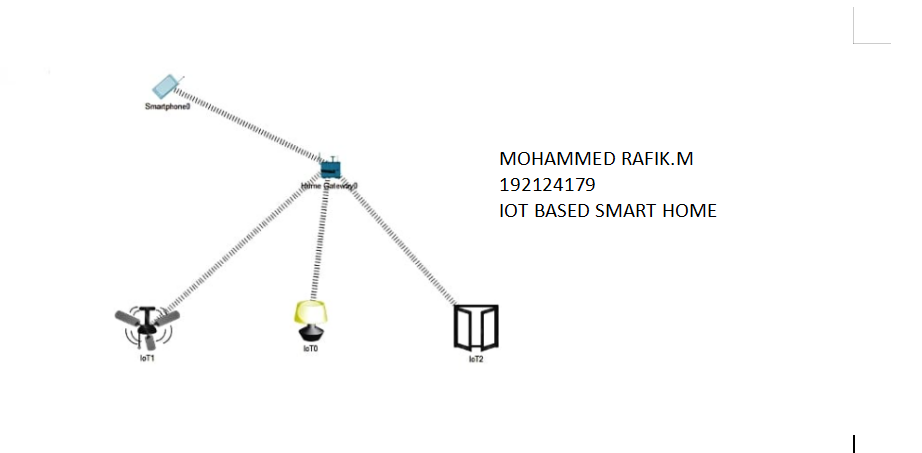 Smartphone0
MOHAMMED RAFIK.M
192124179
Home Gateway0
IOT BASED SMART HOME
IoT1
IoT0
IoT2